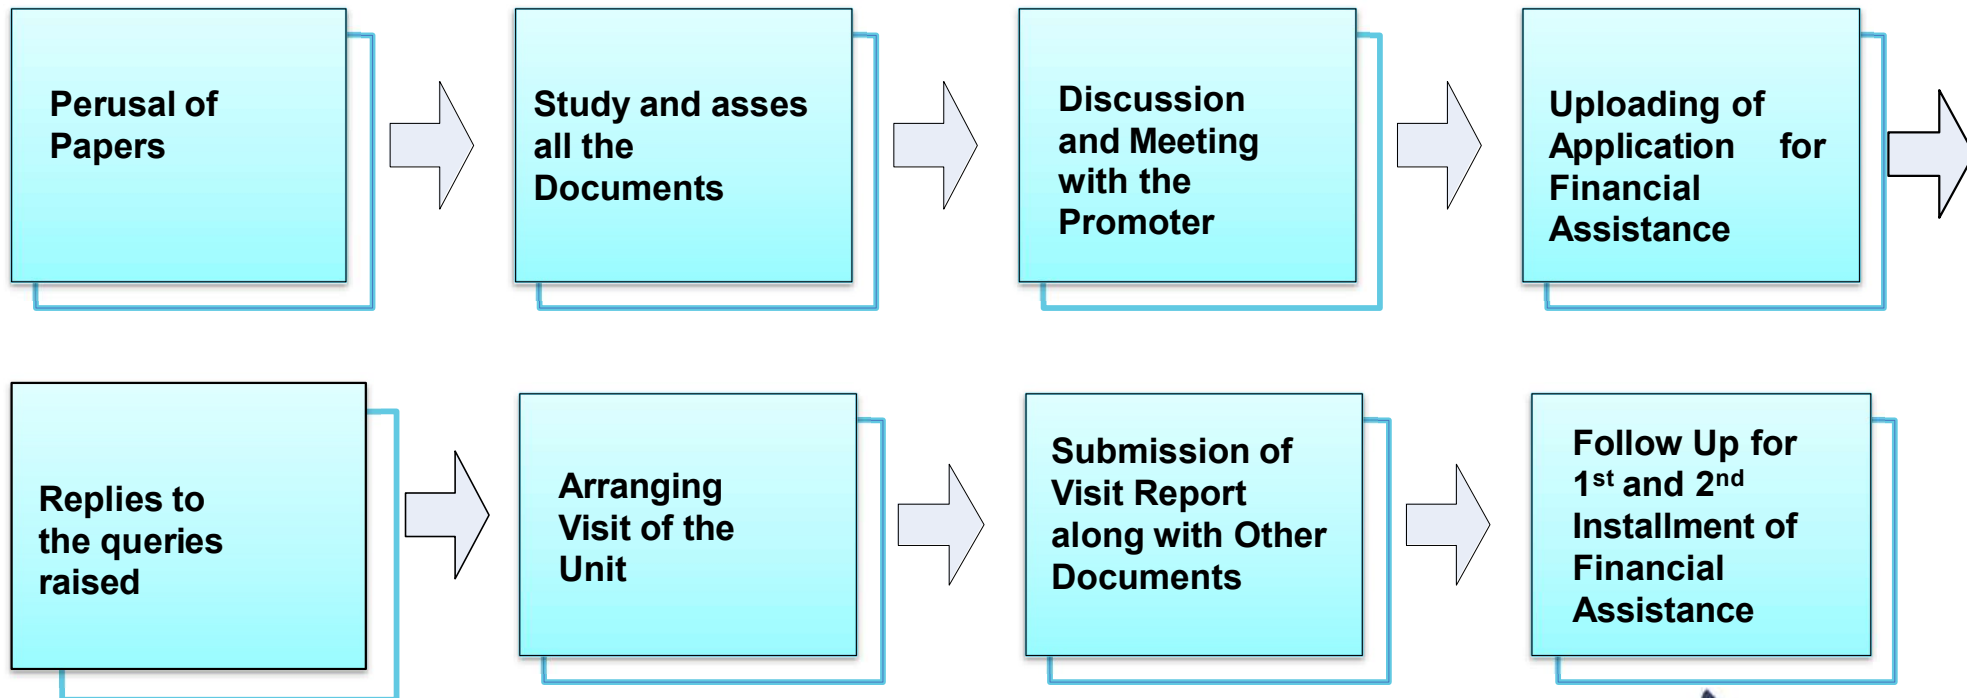 Perusal of
Papers
Study and asses
all the
Documents
Discussion
and Meeting
with the
Promoter
Uploading of
Application for
Financial
Assistance
Replies to
the queries
raised
Arranging
Visit of the
Unit
Submission of
Visit Report
along with Other
Documents
Follow Up for
1st and 2nd
Installment of
Financial
Assistance